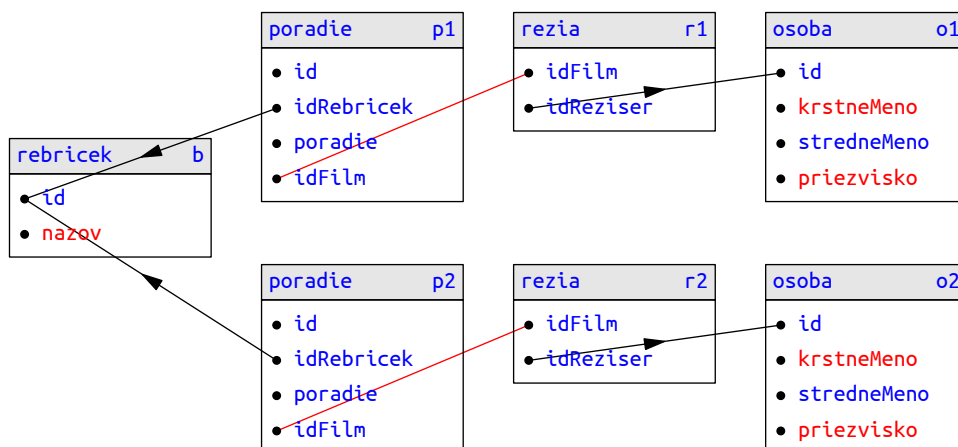 poradie p1
id
idRebricek
poradie
idFilm
rezia r1
idFilm
idReziser
osoba o1
id
krstneMeno
stredneMeno
priezvisko
rebricek b
id
nazov
poradie p2
id
idRebricek
poradie
idFilm
rezia r2
idFilm
idReziser
osoba o2
id
krstneMeno
stredneMeno
priezvisko